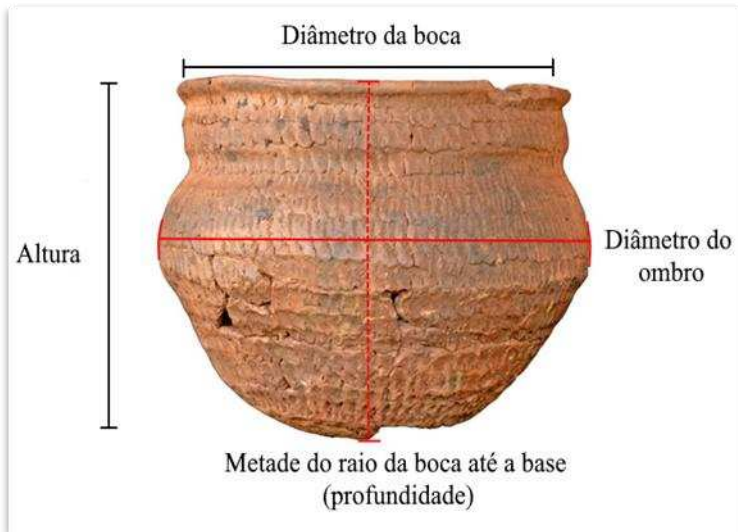 Diâmetro da boca
Altura
Diâmetro do
ombro
Metade do raio da boca até a base
(profundidade)